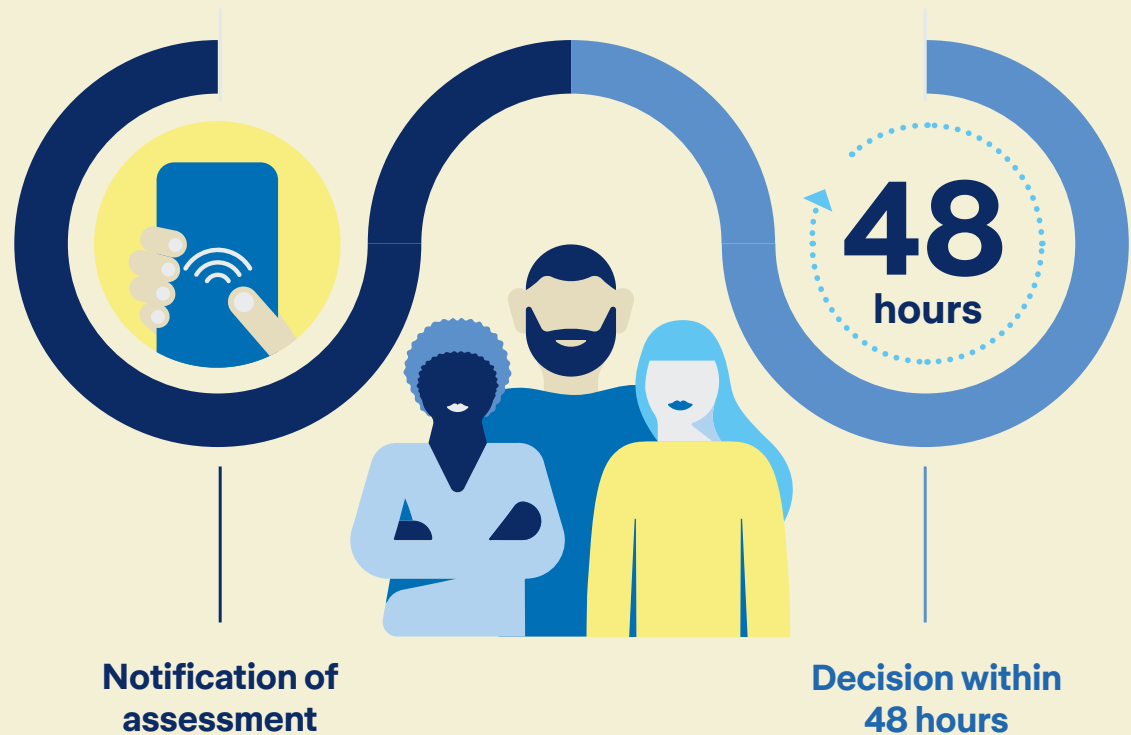 48
hours
Notification of
assessment
Decision within
48 hours